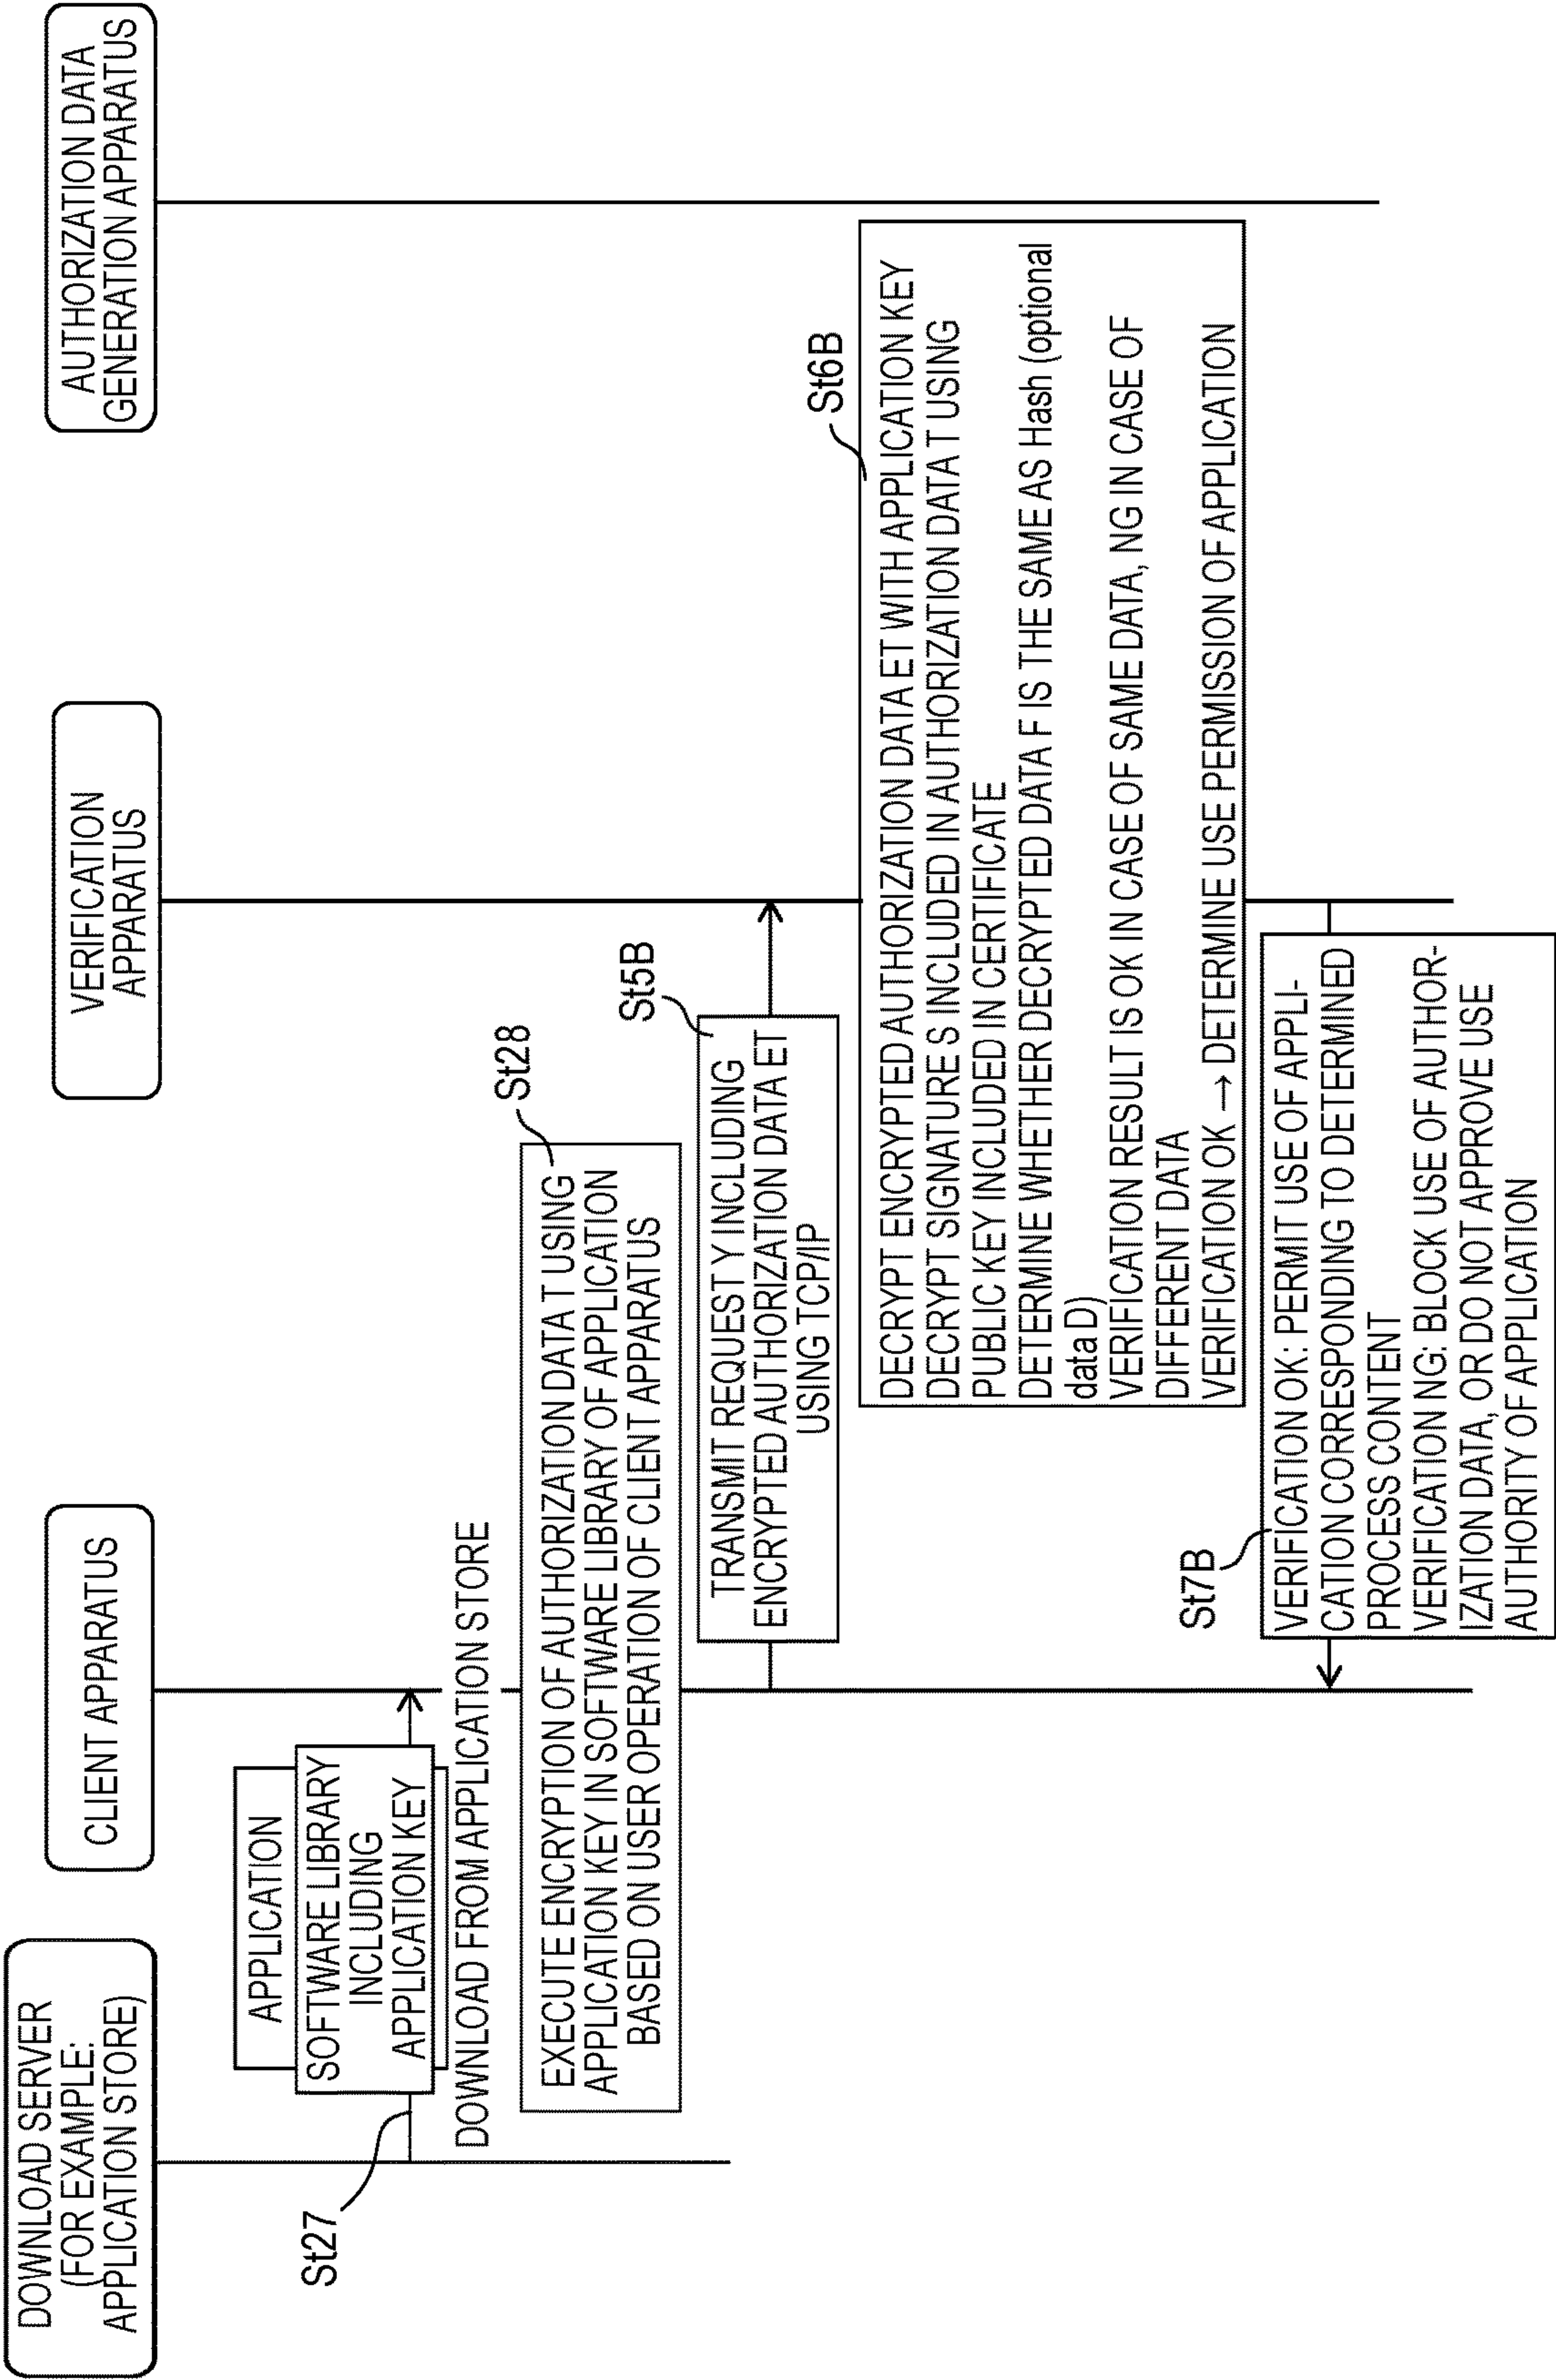 DOWNLOAD SERVER
(FOR EXAMPLE:
APPLICATION STORE)
CLIENT APPARATUS
VERIFICATION
APPARATUS
AUTHORIZATION DATA
GENERATION APPARATUS
St27
APPLICATION
SOFTWARE LIBRARY
INCLUDING
APPLICATION KEY
DOWNLOAD FROM APPLICATION STORE
St28
EXECUTE ENCRYPTION OF AUTHORIZATION DATA T USING
APPLICATION KEY IN SOFTWARE LIBRARY OF APPLICATION
BASED ON USER OPERATION OF CLIENT APPARATUS
St5B
TRANSMIT REQUEST Y INCLUDING
ENCRYPTED AUTHORIZATION DATA ET
USING TCP/IP
St6B
DECRYPT ENCRYPTED AUTHORIZATION DATA ET WITH APPLICATION KEY
DECRYPT SIGNATURE S INCLUDED IN AUTHORIZATION DATA T USING
PUBLIC KEY INCLUDED IN CERTIFICATE
DETERMINE WHETHER DECRYPTED DATA F IS THE SAME AS Hash (optional
data D)
VERIFICATION RESULT IS OK IN CASE OF SAME DATA, NG IN CASE OF
DIFFERENT DATA
VERIFICATION OK → DETERMINE USE PERMISSION OF APPLICATION
St7B
VERIFICATION OK: PERMIT USE OF APPLI-
CATION CORRESPONDING TO DETERMINED
PROCESS CONTENT
VERIFICATION NG: BLOCK USE OF AUTHOR-
IZATION DATA, OR DO NOT APPROVE USE
AUTHORITY OF APPLICATION